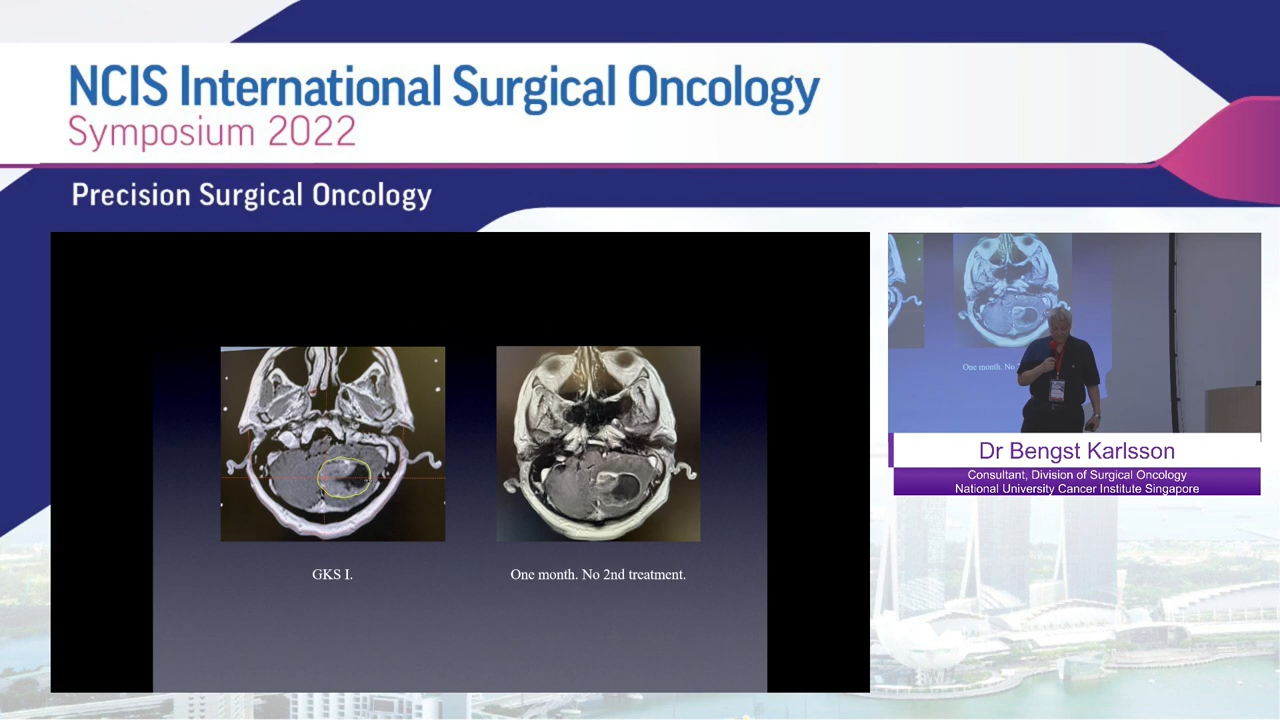 NCIS International Surgical Oncology
Symposium 2022
Precision Surgical Oncology
GKS I.
One month. No 2nd treatment.
One month. No
Dr Bengst Karlsson
Consultant, Division of Surgical Oncology
National University Cancer Institute Singapore